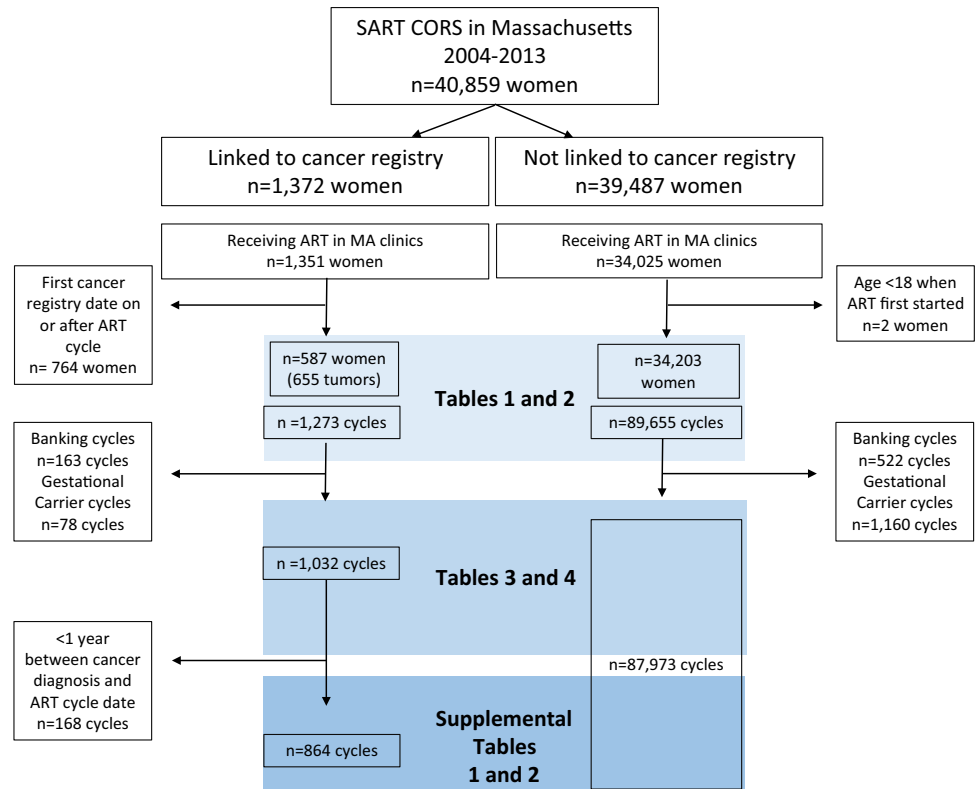 SART CORS in Massachusetts
2004-2013
n=40,859 women
Linked to cancer registry
n=1,372 women
Not linked to cancer registry
n=39,487 women
Receiving ART in MA clinics
n=1,351 women
Receiving ART in MA clinics
n=34,025 women
First cancer
registry date on
or after ART
cycle
n= 764 women
Age <18 when
ART first started
n=2 women
n=587 women
(655 tumors)
n=34,203
women
Tables 1 and 2
n =1,273 cycles
n=89,655 cycles
Banking cycles
n=163 cycles
Gestational
Carrier cycles
n=78 cycles
Banking cycles
n=522 cycles
Gestational
Carrier cycles
n=1,160 cycles
n =1,032 cycles
Tables 3 and 4
<1 year
between cancer
diagnosis and
ART cycle date
n=168 cycles
n=87,973 cycles
n=864 cycles
Supplemental
Tables
1 and 2